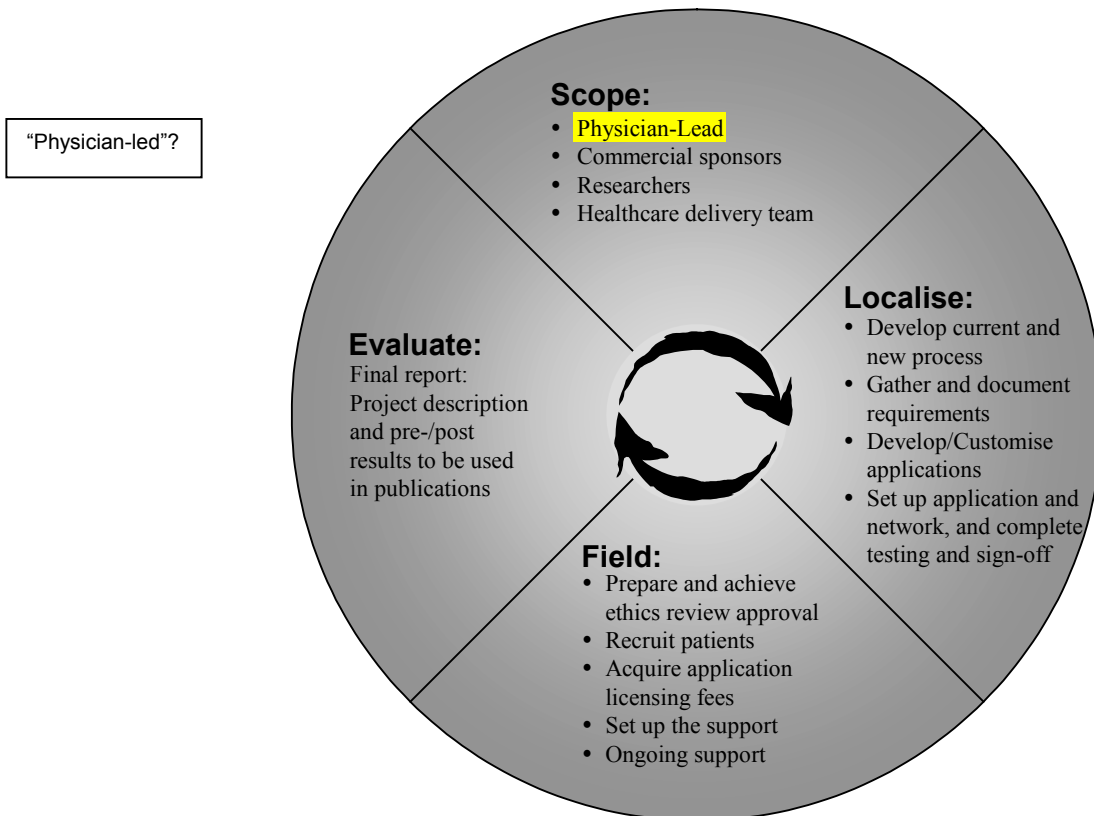 “Physician-led”?
Scope:
• Physician-Lead
• Commercial sponsors
• Researchers
• Healthcare delivery team
Localise:
• Develop current and
new process
• Gather and document
requirements
• Develop/Customise
applications
• Set up application and
network, and complete
testing and sign-off
Evaluate:
Final report:
Project description
and pre-/post
results to be used
in publications
Field:
• Prepare and achieve
ethics review approval
• Recruit patients
• Acquire application
licensing fees
• Set up the support
• Ongoing support